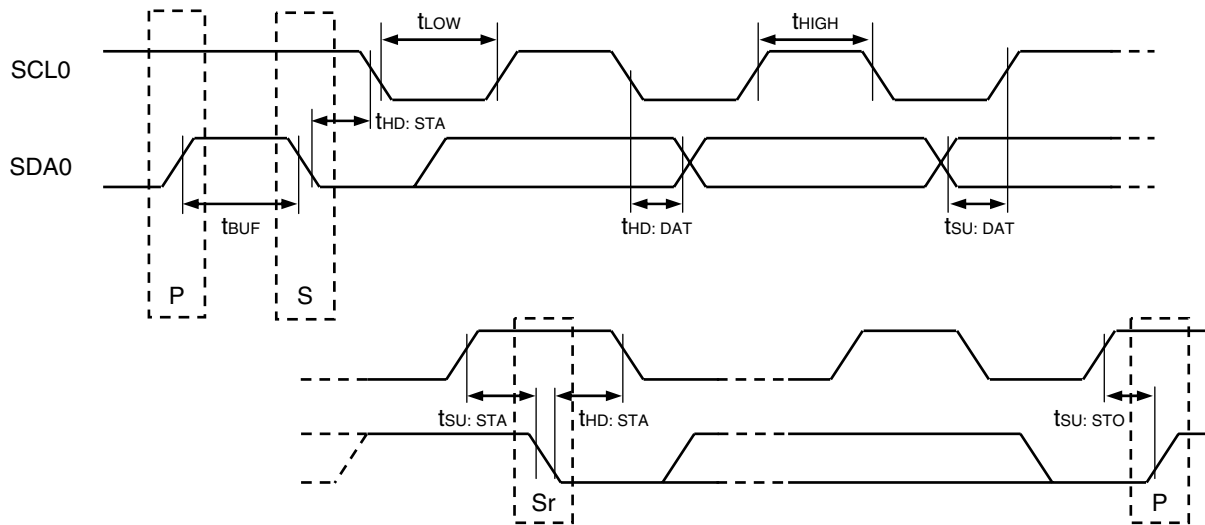 tLOW
tHIGH
SCL0
tHD: STA
SDA0
tBUF
tHD: DAT
tSU: DAT
P
S
tSU: STA
tHD: STA
tSU: STO
Sr
P